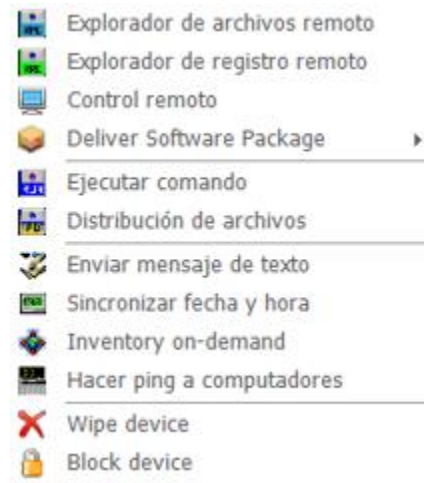 Explorador de archivos remoto
Explorador de registro remoto
Control remoto
Deliver Software Package
Ejecutar comando
Distribución de archivos
Enviar mensaje de texto
Sincronizar fecha y hora
Inventory on-demand
Hacer ping a computadores
Wipe device
Block device